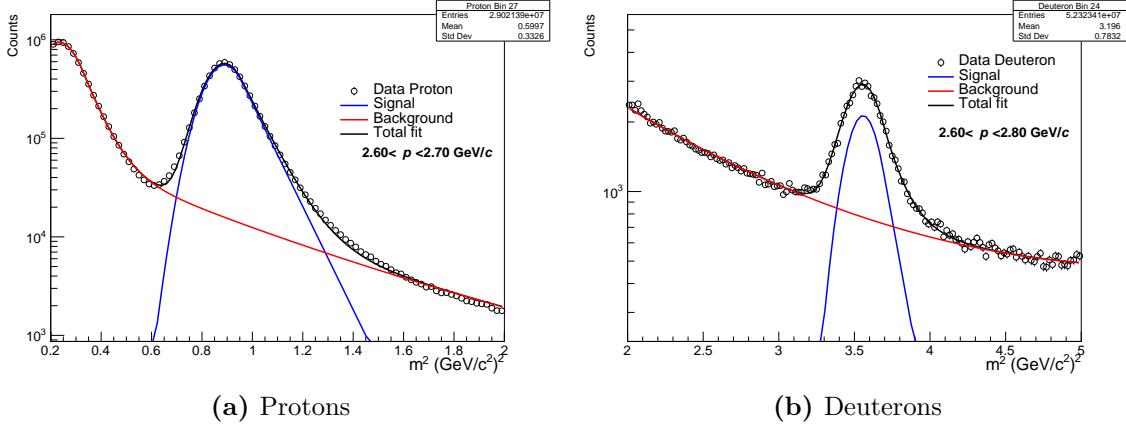 Proton Bin 27
Entries 2.902139e+07
Mean 0.5997
Std Dev 0.3326
Counts
10^6
10^5
10^4
10^3
Data Proton
Signal
Background
Total fit
2.60< p <2.70 GeV/c
0.2 0.4 0.6 0.8 1 1.2 1.4 1.6 1.8 2
m^2 (GeV/c^2)^2
(a) Protons
Deuteron Bin 24
Entries 5.232341e+07
Mean 3.196
Std Dev 0.7832
Counts
10^3
Data Deuteron
Signal
Background
Total fit
2.60< p <2.80 GeV/c
2 2.5 3 3.5 4 4.5 5
m^2 (GeV/c^2)^2
(b) Deuterons